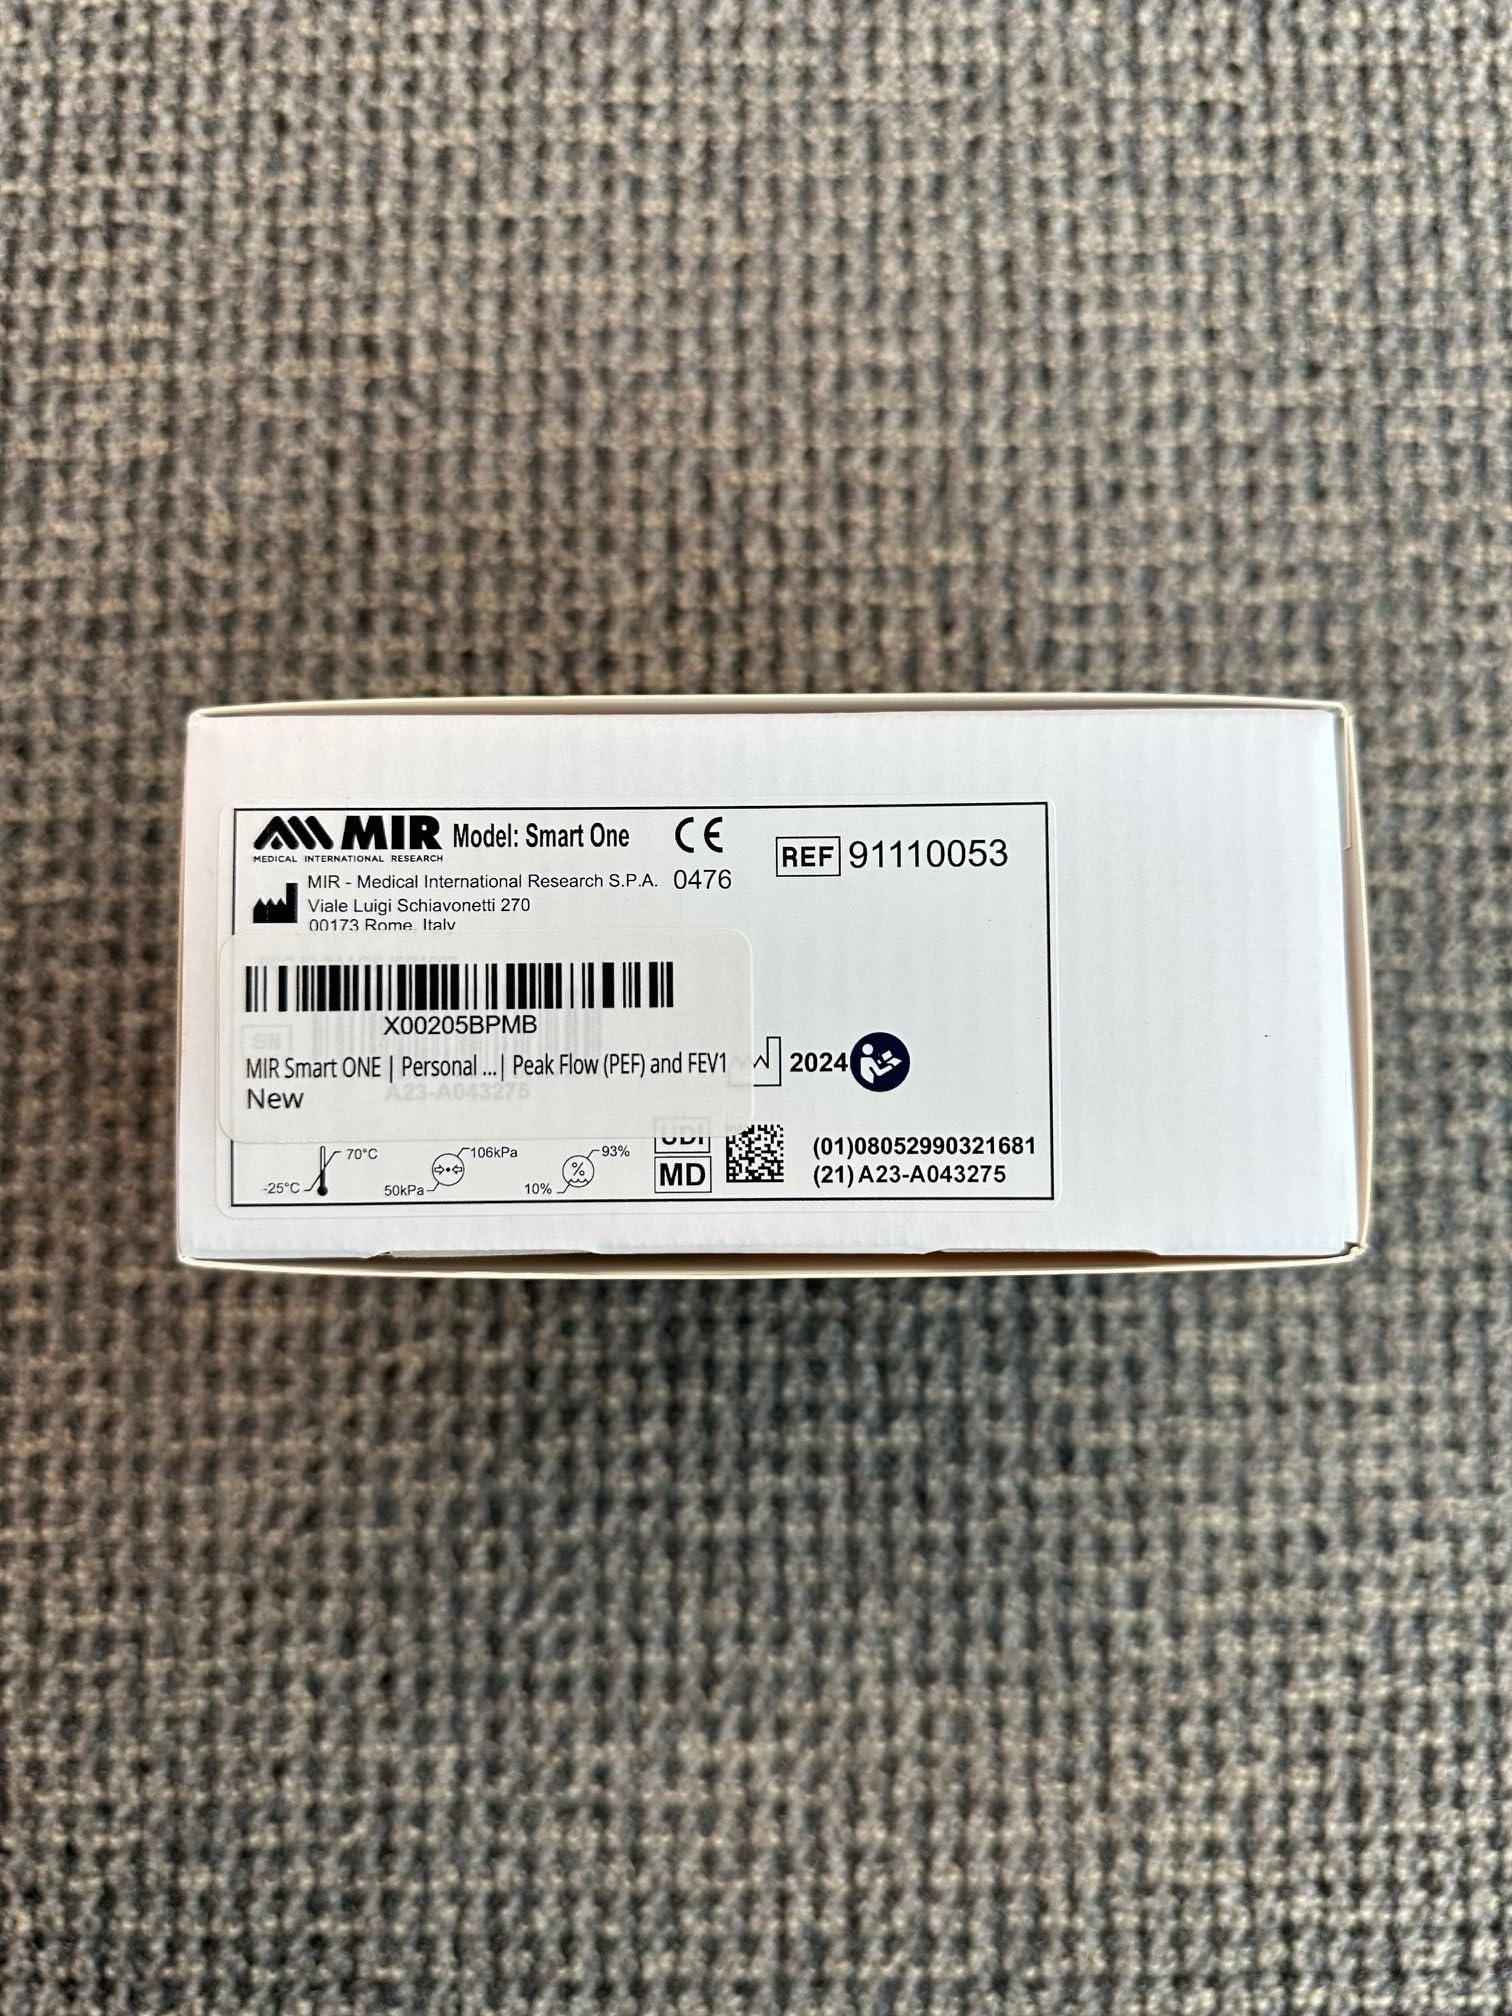 MIR Model: Smart One CE
MEDICAL INTERNATIONAL RESEARCH
REF 91110053
MIR - Medical International Research S.P.A. 0476
Viale Luigi Schiavonetti 270
00173 Rome, Italy
X00205BPMB
SN
MIR Smart ONE | Personal ...| Peak Flow (PEF) and FEV1
2024
A23-A043275
New
UDI
70°C
-25°C
106kPa
50kPa
%
93%
10%
MD
(01)08052990321681
(21)A23-A043275